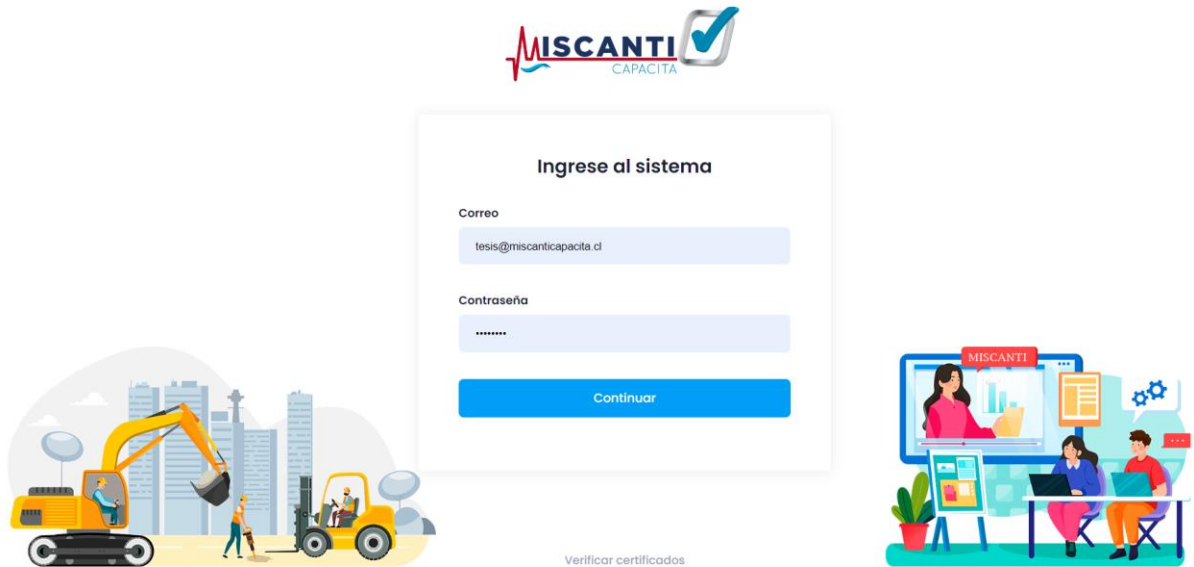 MISCANTI
CAPACITA
Ingrese al sistema
Correo
tesis@miscanticapacita.cl
Contraseña
••••••••
Continuar
MISCANTI
Verificar certificados